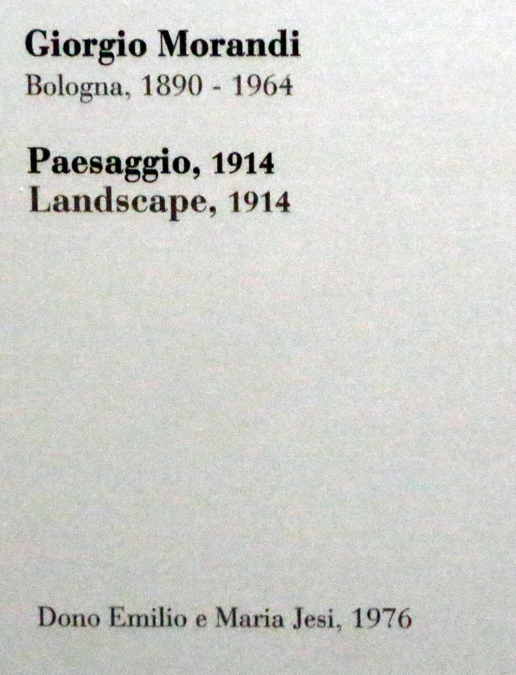 Giorgio Morandi
Bologna, 1890 - 1964
Paesaggio, 1914
Landscape, 1914
Dono Emilio e Maria Jesi, 1976